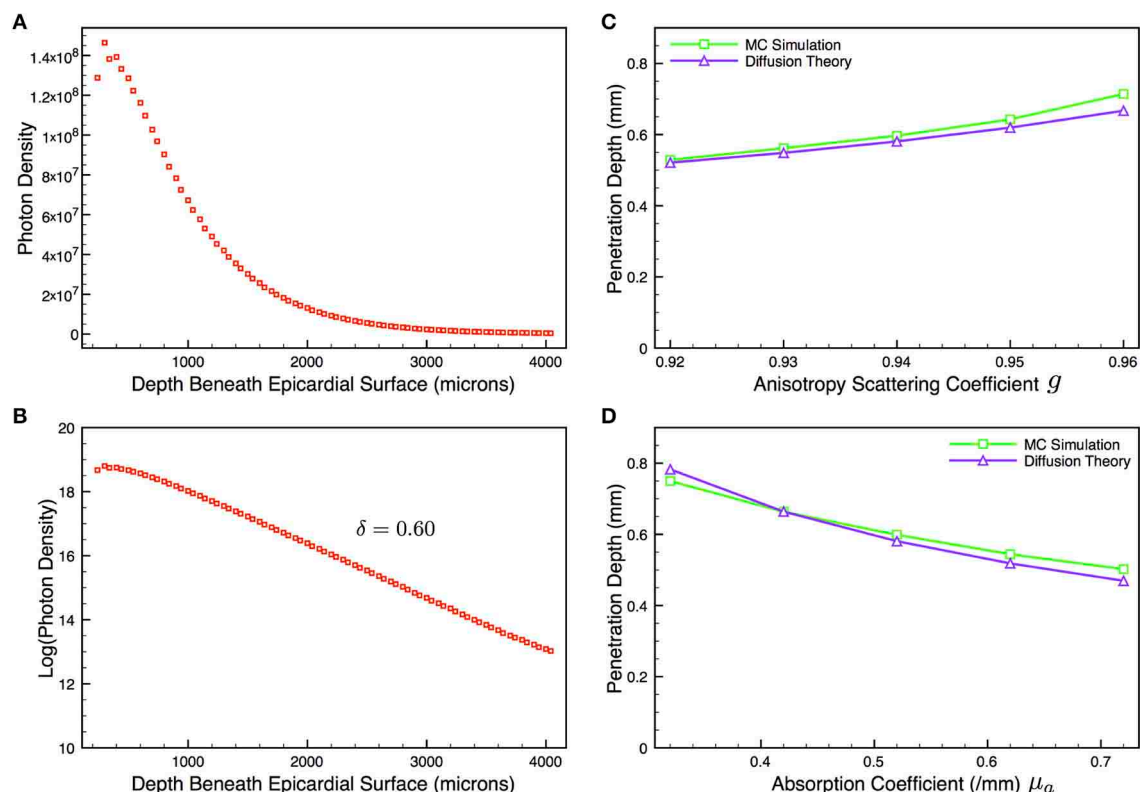 A
Photon Density
1.4×10⁸
1.2×10⁸
1×10⁸
8×10⁷
6×10⁷
4×10⁷
2×10⁷
0
1000
2000
3000
4000
Depth Beneath Epicardial Surface (microns)
B
Log(Photon Density)
20
18
16
14
12
10
δ = 0.60
1000
2000
3000
4000
Depth Beneath Epicardial Surface (microns)
C
Penetration Depth (mm)
0.8
0.6
0.4
0.2
0
MC Simulation
Diffusion Theory
0.92
0.93
0.94
0.95
0.96
Anisotropy Scattering Coefficient g
D
Penetration Depth (mm)
0.8
0.6
0.4
0.2
0
MC Simulation
Diffusion Theory
0.4
0.5
0.6
0.7
Absorption Coefficient (/mm) μₐ